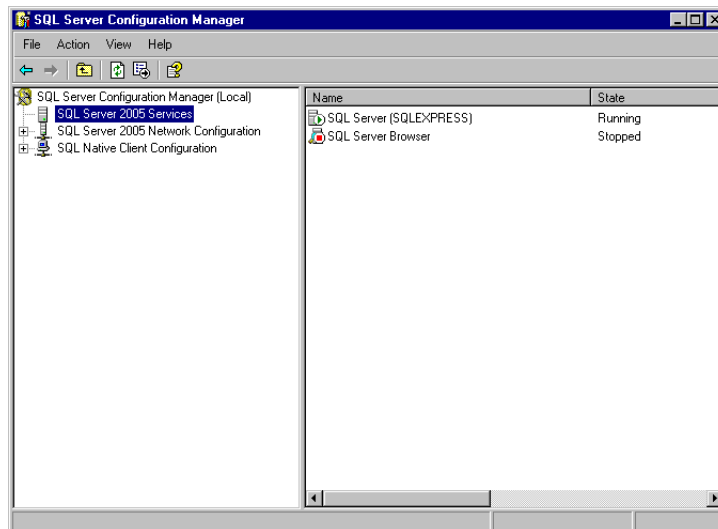 SQL Server Configuration Manager
File Action View Help
SQL Server Configuration Manager (Local)
SQL Server 2005 Services
SQL Server 2005 Network Configuration
SQL Native Client Configuration
Name State
SQL Server (SQLEXPRESS) Running
SQL Server Browser Stopped